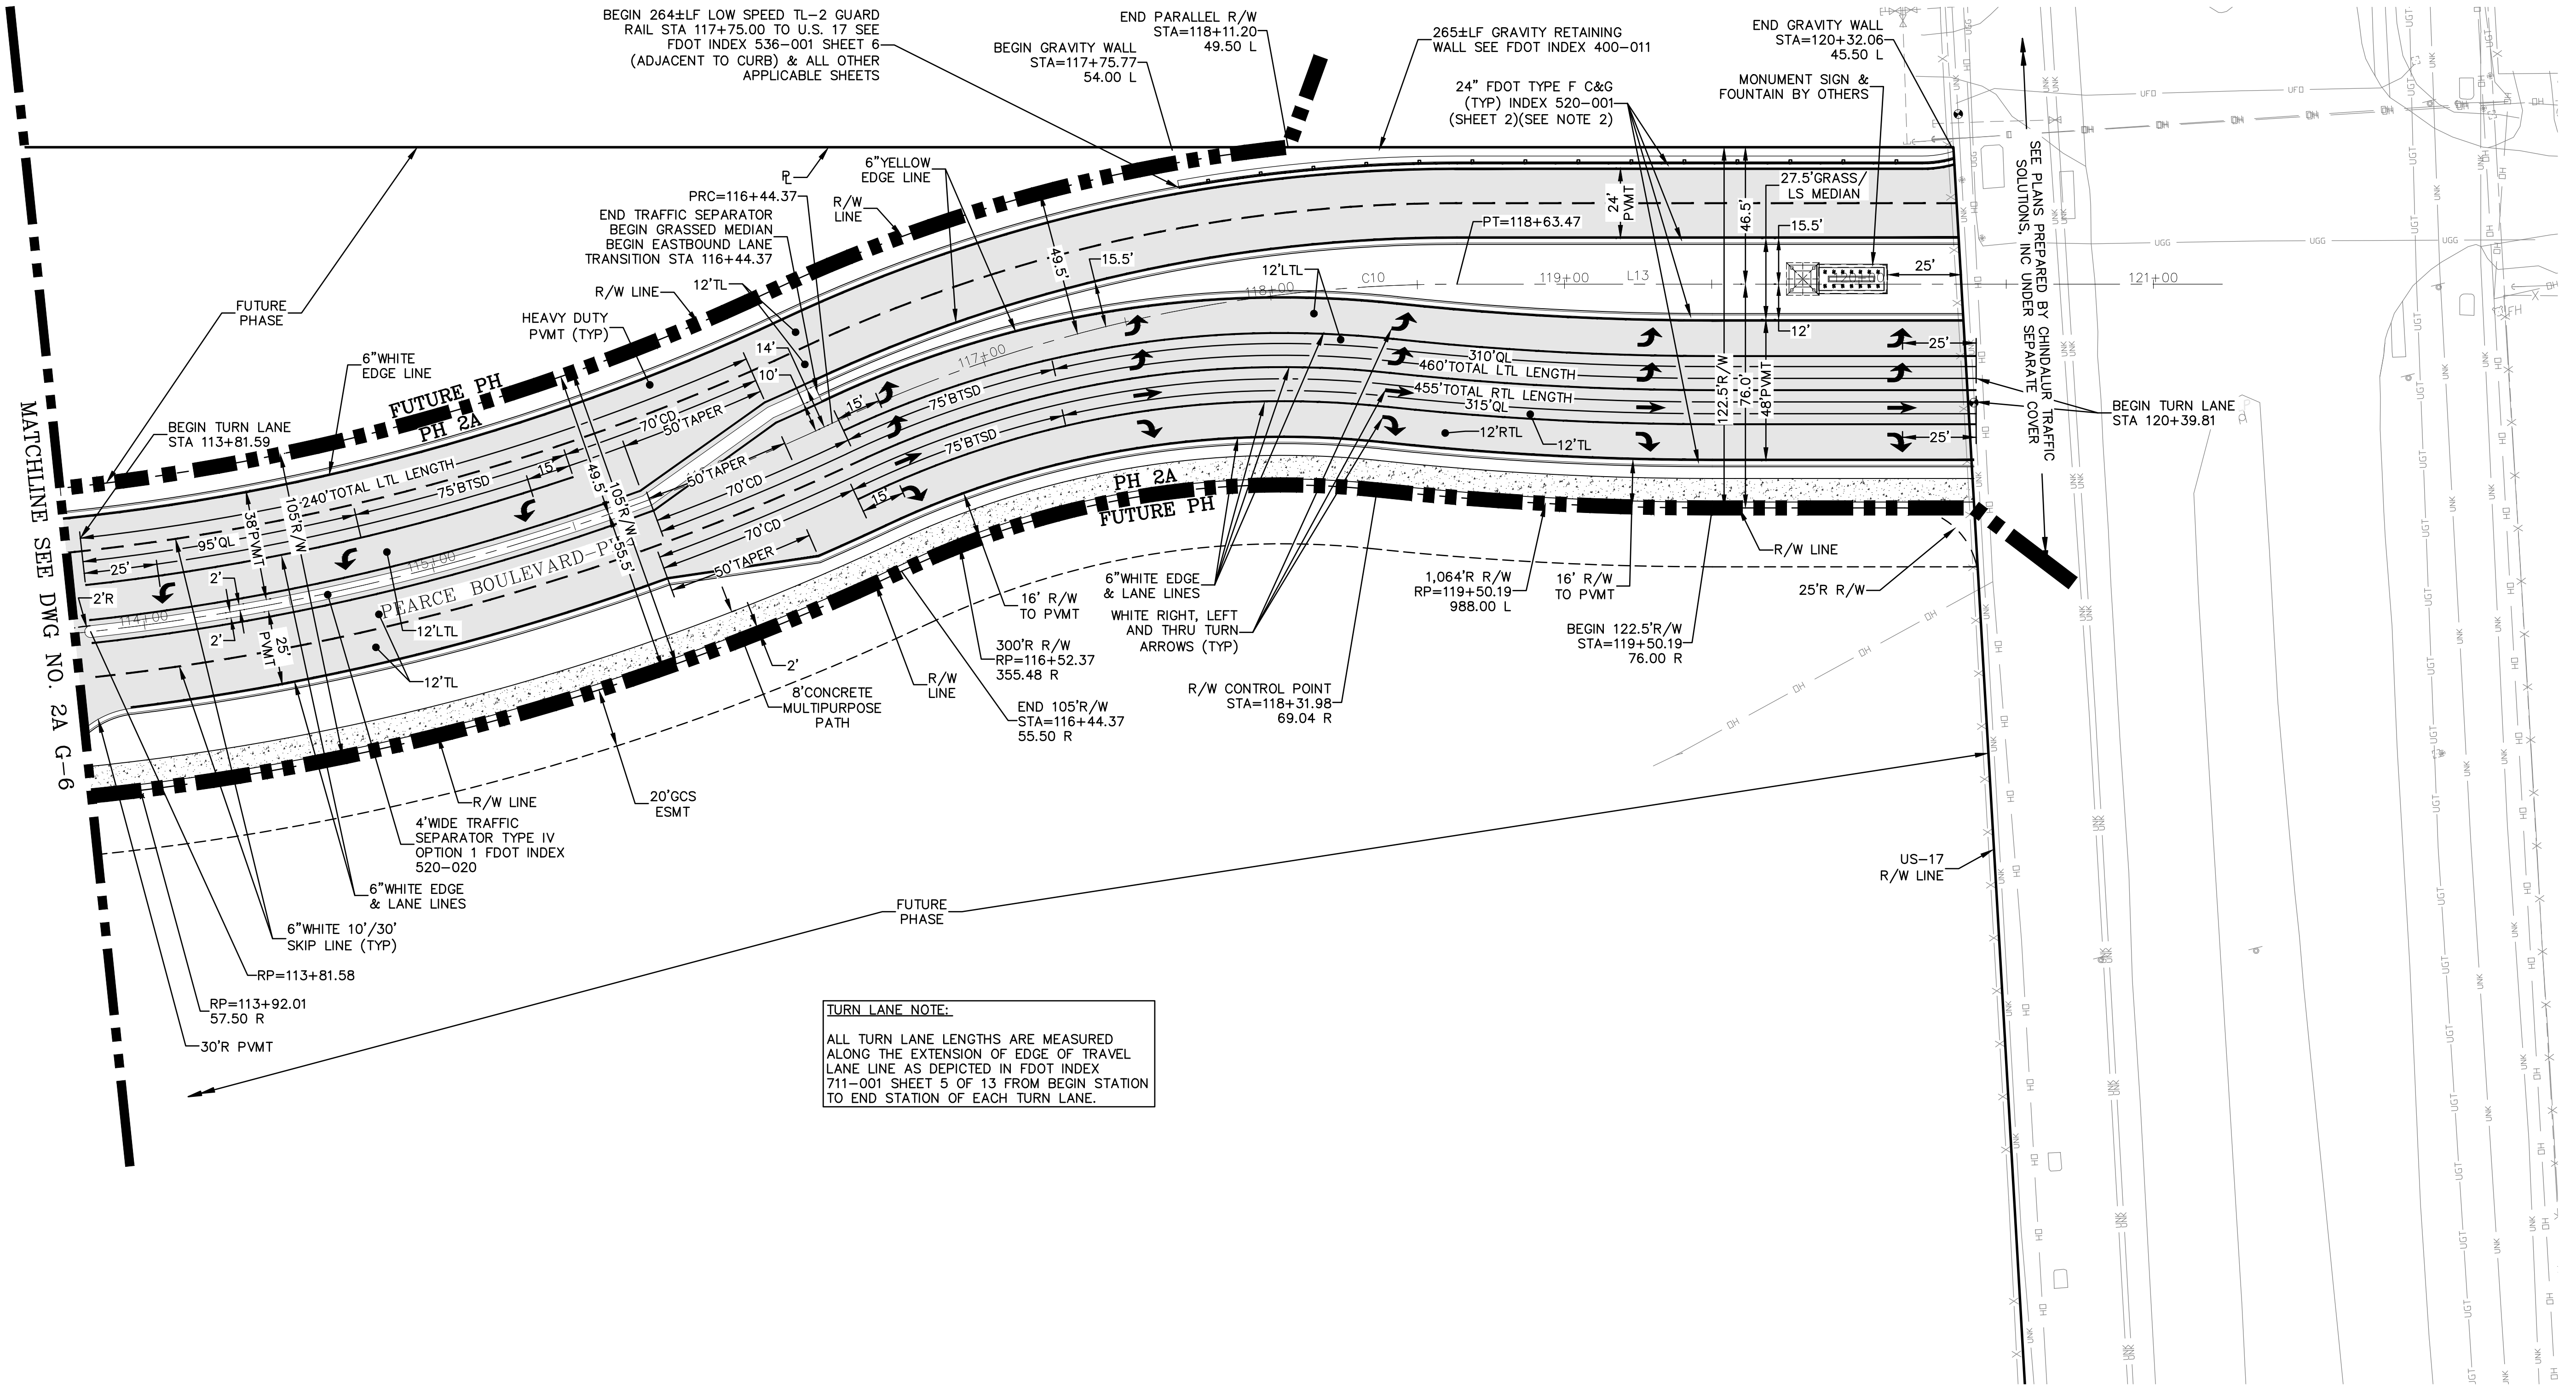 BEGIN 264±LF LOW SPEED TL-2 GUARD
RAIL STA 117+75.00 TO U.S. 17 SEE
FDOT INDEX 536-001 SHEET 6
(ADJACENT TO CURB) & ALL OTHER
APPLICABLE SHEETS
BEGIN GRAVITY WALL
STA=117+75.77
54.00 L
END PARALLEL R/W
STA=118+11.20
49.50 L
265±LF GRAVITY RETAINING
WALL SEE FDOT INDEX 400-011
24" FDOT TYPE F C&G
(TYP) INDEX 520-001
(SHEET 2)(SEE NOTE 2)
END GRAVITY WALL
STA=120+32.06
45.50 L
MONUMENT SIGN &
FOUNTAIN BY OTHERS
SEE PLANS PREPARED BY CHINDALUR TRAFFIC
SOLUTIONS, INC UNDER SEPARATE COVER
PL
PRC=116+44.37
END TRAFFIC SEPARATOR
BEGIN GRASSED MEDIAN
BEGIN EASTBOUND LANE
TRANSITION STA 116+44.37
R/W
LINE
6"YELLOW
EDGE LINE
R/W LINE
12'TL
HEAVY DUTY
PVMT (TYP)
FUTURE
PHASE
6"WHITE
EDGE LINE
FUTURE PH
PH 2A
BEGIN TURN LANE
STA 113+81.59
MATCHLINE SEE DWG NO. 2A G-6
14'
10'
49.5'
15.5'
12'LTL
24'
PVMT
46.5'
27.5'GRASS/
LS MEDIAN
15.5'
PT=118+63.47
C10
119+00
L13
120+00
121+00
25'
12'
118+00
117+00
122.5'R/W
76.0'
48'PVMT
310'QL
460'TOTAL LTL LENGTH
455'TOTAL RTL LENGTH
315'QL
25'
25'
12'RTL
12'TL
BEGIN TURN LANE
STA 120+39.81
15'
75'BTSD
75'BTSD
70'CD
50'TAPER
240'TOTAL LTL LENGTH
75'BTSD
15'
95'QL
25'
38'PVMT
105'R/W
49.5'
105'R/W
55.5'
50'TAPER
70'CD
70'CD
50'TAPER
15'
2'
2'R
2'
114+00
115+00
PEARCE BOULEVARD-P
25'
PVMT
12'LTL
12'TL
PH 2A
FUTURE PH
16' R/W
TO PVMT
300'R R/W
RP=116+52.37
355.48 R
2'
8'CONCRETE
MULTIPURPOSE
PATH
R/W
LINE
END 105'R/W
STA=116+44.37
55.50 R
6"WHITE EDGE
& LANE LINES
WHITE RIGHT, LEFT
AND THRU TURN
ARROWS (TYP)
R/W CONTROL POINT
STA=118+31.98
69.04 R
1,064'R R/W
RP=119+50.19
988.00 L
16' R/W
TO PVMT
BEGIN 122.5'R/W
STA=119+50.19
76.00 R
R/W LINE
25'R R/W
R/W LINE
20'GCS
ESMT
4'WIDE TRAFFIC
SEPARATOR TYPE IV
OPTION 1 FDOT INDEX
520-020
6"WHITE EDGE
& LANE LINES
6"WHITE 10'/30'
SKIP LINE (TYP)
RP=113+81.58
RP=113+92.01
57.50 R
30'R PVMT
FUTURE
PHASE
US-17
R/W LINE
TURN LANE NOTE:
ALL TURN LANE LENGTHS ARE MEASURED
ALONG THE EXTENSION OF EDGE OF TRAVEL
LANE LINE AS DEPICTED IN FDOT INDEX
711-001 SHEET 5 OF 13 FROM BEGIN STATION
TO END STATION OF EACH TURN LANE.
UFO
UFO
UGG
UGG
UGG
OH
UNK
UGT
FH